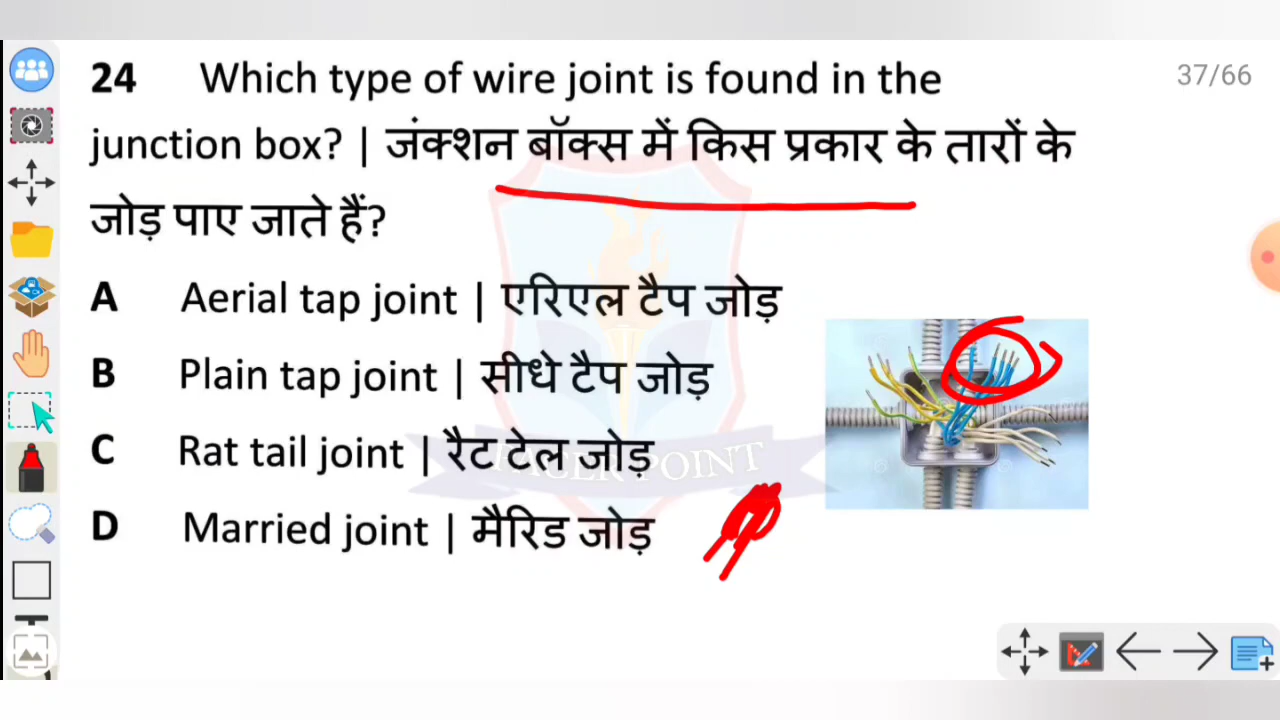 24 Which type of wire joint is found in the
37/66
junction box? | जंक्शन बॉक्स में किस प्रकार के तारों के
जोड़ पाए जाते हैं?
A Aerial tap joint | एरिएल टैप जोड़
B Plain tap joint | सीधे टैप जोड़
C Rat tail joint | रैट टेल जोड़
D Married joint | मैरिड जोड़
POINT